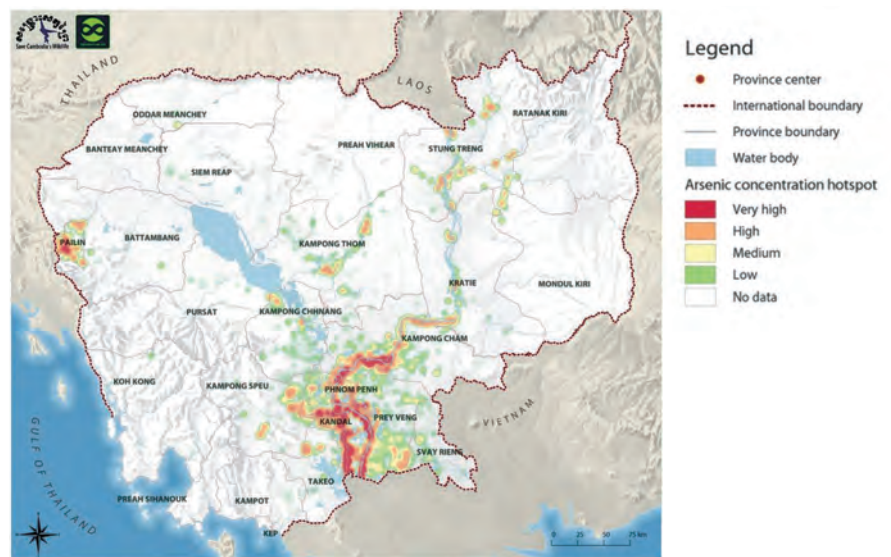 Save Cambodia's Wildlife
THAILAND
LAOS
ODDAR MEANCHEY
RATANAK KIRI
BANTEAY MEANCHEY
PREAH VIHEAR
STUNG TRENG
SIEM REAP
PAILIN
BATTAMBANG
KAMPONG THOM
KRATIE
MONDUL KIRI
PURSAT
KAMPONG CHHNANG
KAMPONG CHAM
KOH KONG
KAMPONG SPEU
PHNOM PENH
KANDAL
PREY VENG
VIETNAM
SVAY RIENG
TAKEO
GULF OF THAILAND
PREAH SIHANOUK
KAMPOT
KEP
0 25 50 75 km
Legend
Province center
International boundary
Province boundary
Water body
Arsenic concentration hotspot
Very high
High
Medium
Low
No data